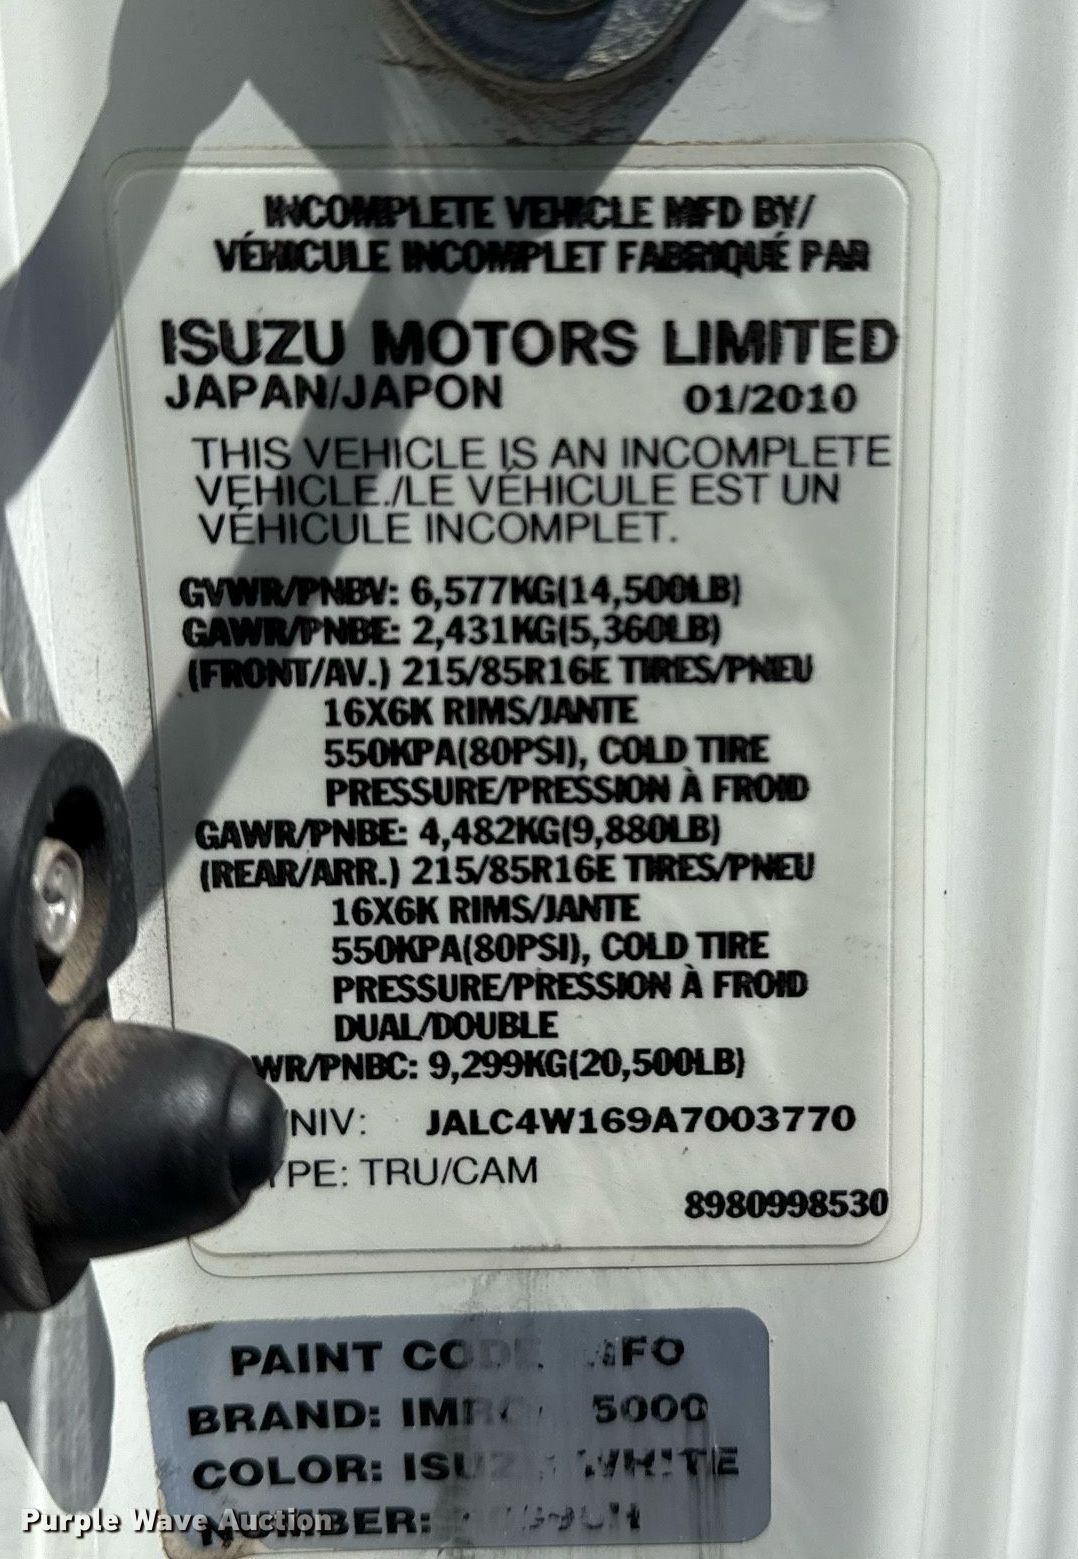 INCOMPLETE VEHICLE MFD BY/
VÉHICULE INCOMPLET FABRIQUÉ PAR
ISUZU MOTORS LIMITED
JAPAN/JAPON 01/2010
THIS VEHICLE IS AN INCOMPLETE
VEHICLE./LE VÉHICULE EST UN
VÉHICULE INCOMPLET.
GVWR/PNBV: 6,577KG(14,500LB)
GAWR/PNBE: 2,431KG(5,360LB)
(FRONT/AV.) 215/85R16E TIRES/PNEU
16X6K RIMS/JANTE
550KPA(80PSI), COLD TIRE
PRESSURE/PRESSION À FROID
GAWR/PNBE: 4,482KG(9,880LB)
(REAR/ARR.) 215/85R16E TIRES/PNEU
16X6K RIMS/JANTE
550KPA(80PSI), COLD TIRE
PRESSURE/PRESSION À FROID
DUAL/DOUBLE
WR/PNBC: 9,299KG(20,500LB)
/NIV: JALC4W169A7003770
YPE: TRU/CAM
8980998530
PAINT CODE
BRAND: 5000
COLOR: ISUZU WHITE
NUMBER:
Purple Wave Auction